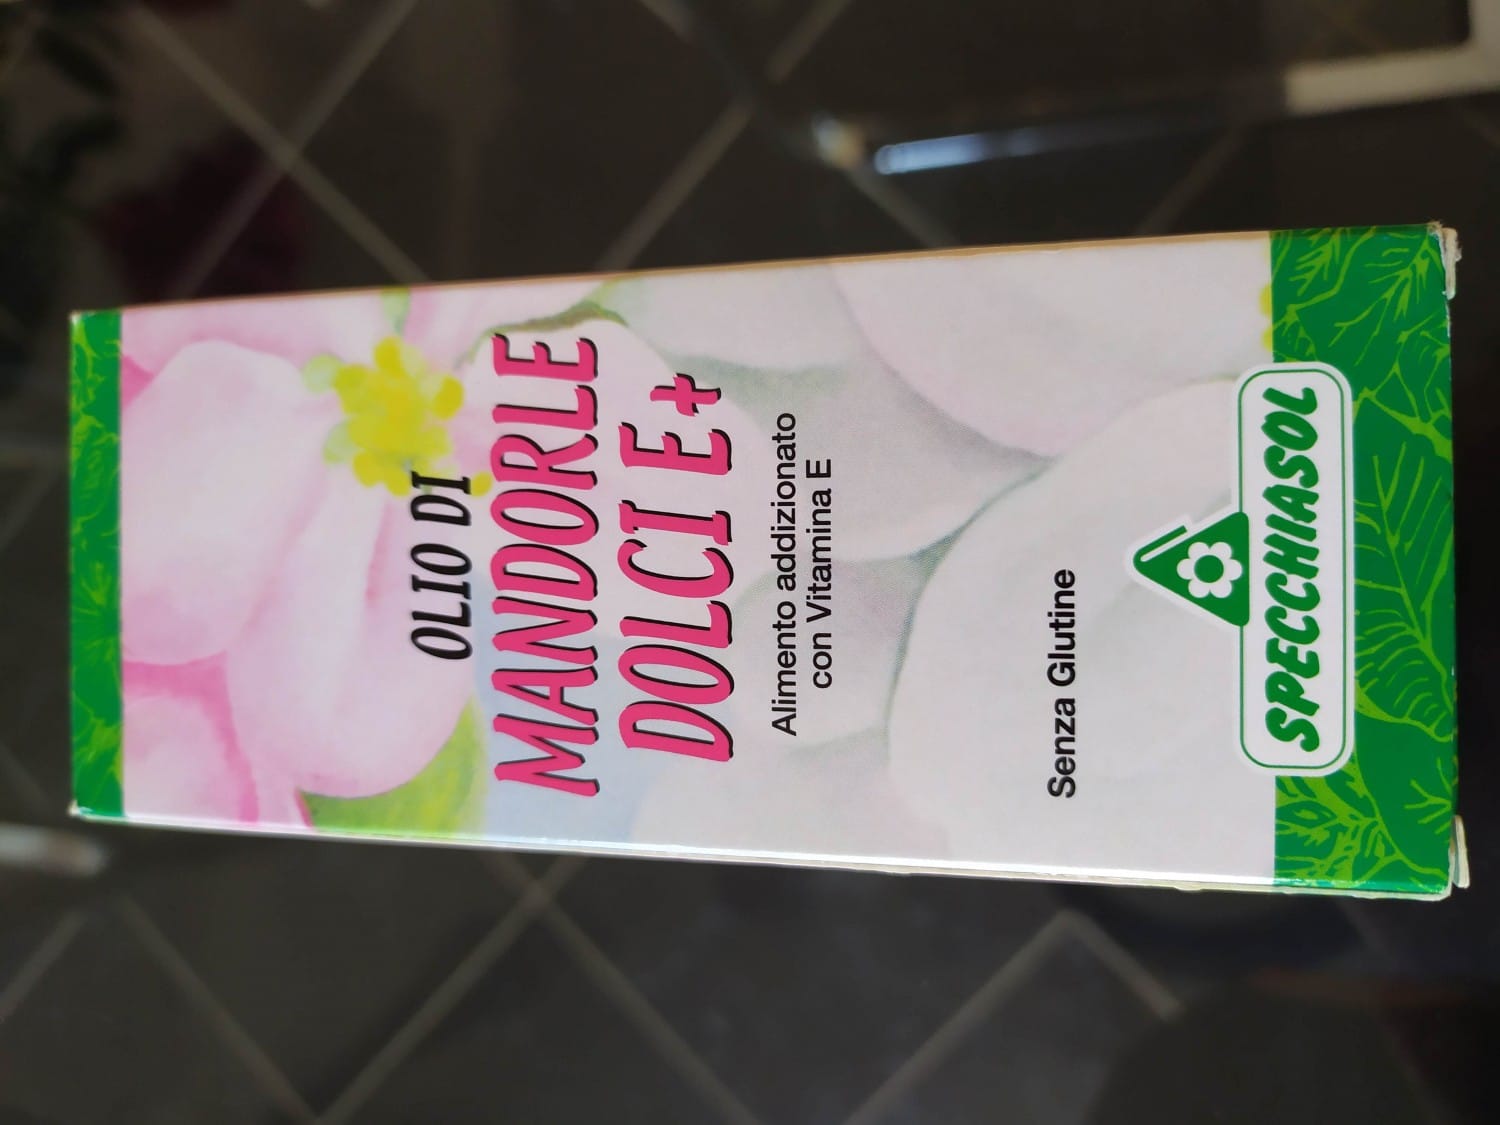 OLIO DI
MANDORLE
DOLCI E+
Alimento addizionato
con Vitamina E
Senza Glutine
SPECCHIASOL